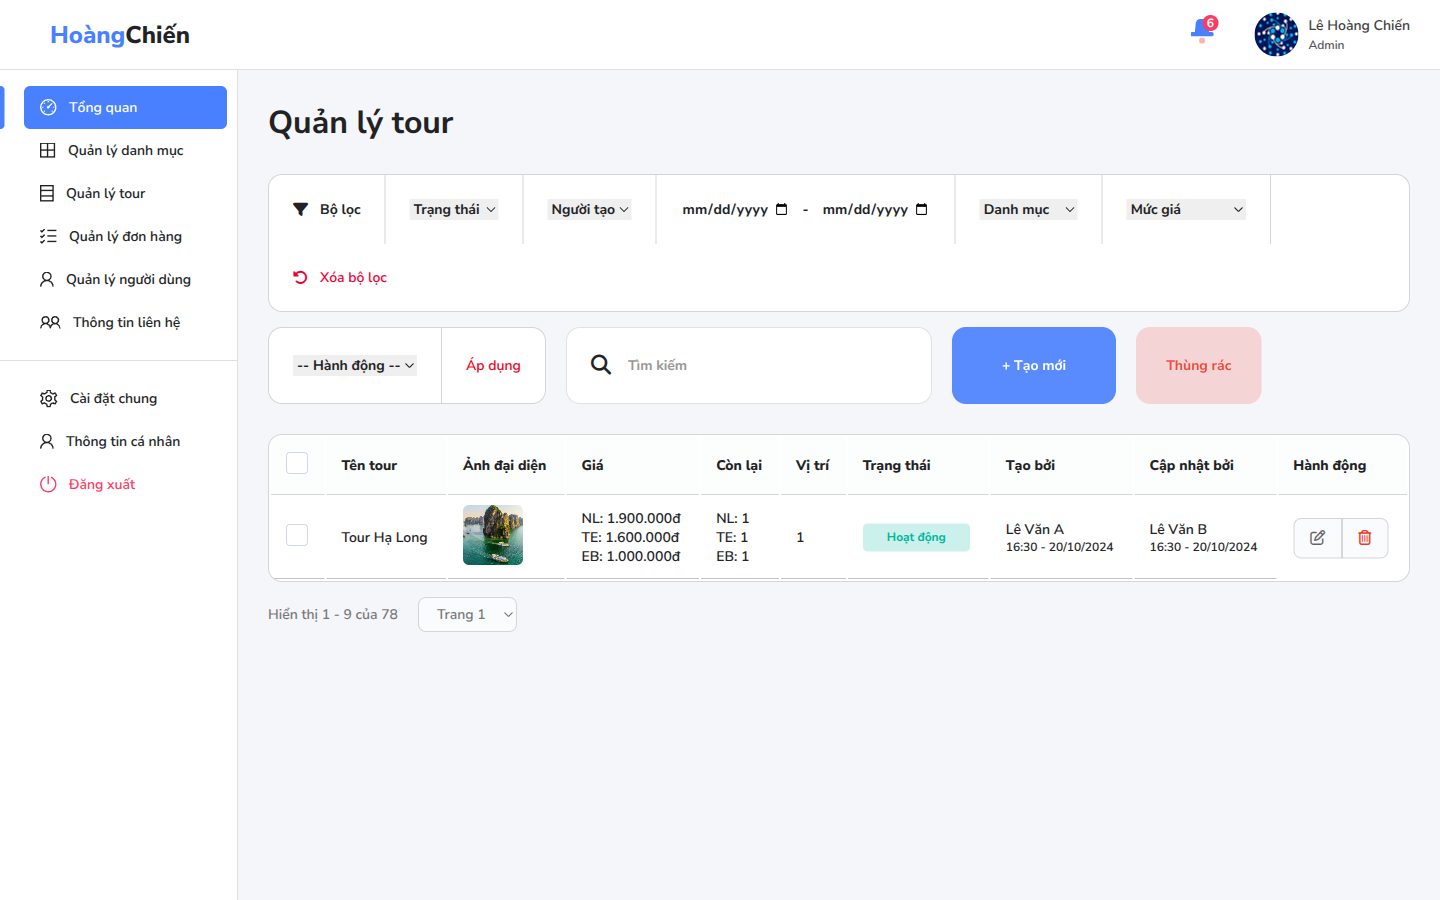 HoàngChiến
6
Lê Hoàng Chiến
Admin
Tổng quan
Quản lý danh mục
Quản lý tour
Quản lý đơn hàng
Quản lý người dùng
Thông tin liên hệ
Cài đặt chung
Thông tin cá nhân
Đăng xuất
Quản lý tour
Bộ lọc Trạng thái Người tạo mm/dd/yyyy - mm/dd/yyyy Danh mục Mức giá
Xóa bộ lọc
-- Hành động -- Áp dụng Tìm kiếm + Tạo mới Thùng rác
Tên tour Ảnh đại diện Giá Còn lại Vị trí Trạng thái Tạo bởi Cập nhật bởi Hành động
Tour Hạ Long
NL: 1.900.000đ
TE: 1.600.000đ
EB: 1.000.000đ
NL: 1
TE: 1
EB: 1
1
Hoạt động
Lê Văn A
16:30 - 20/10/2024
Lê Văn B
16:30 - 20/10/2024
Hiển thị 1 - 9 của 78 Trang 1